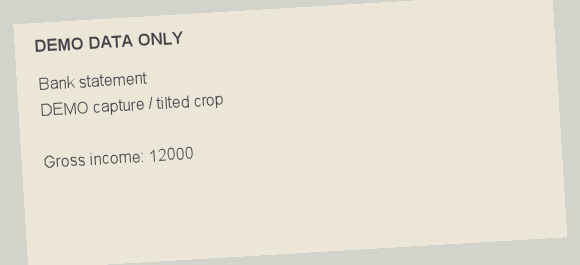 DEMO DATA ONLY
Bank statement
DEMO capture / tilted crop
Gross income: 12000